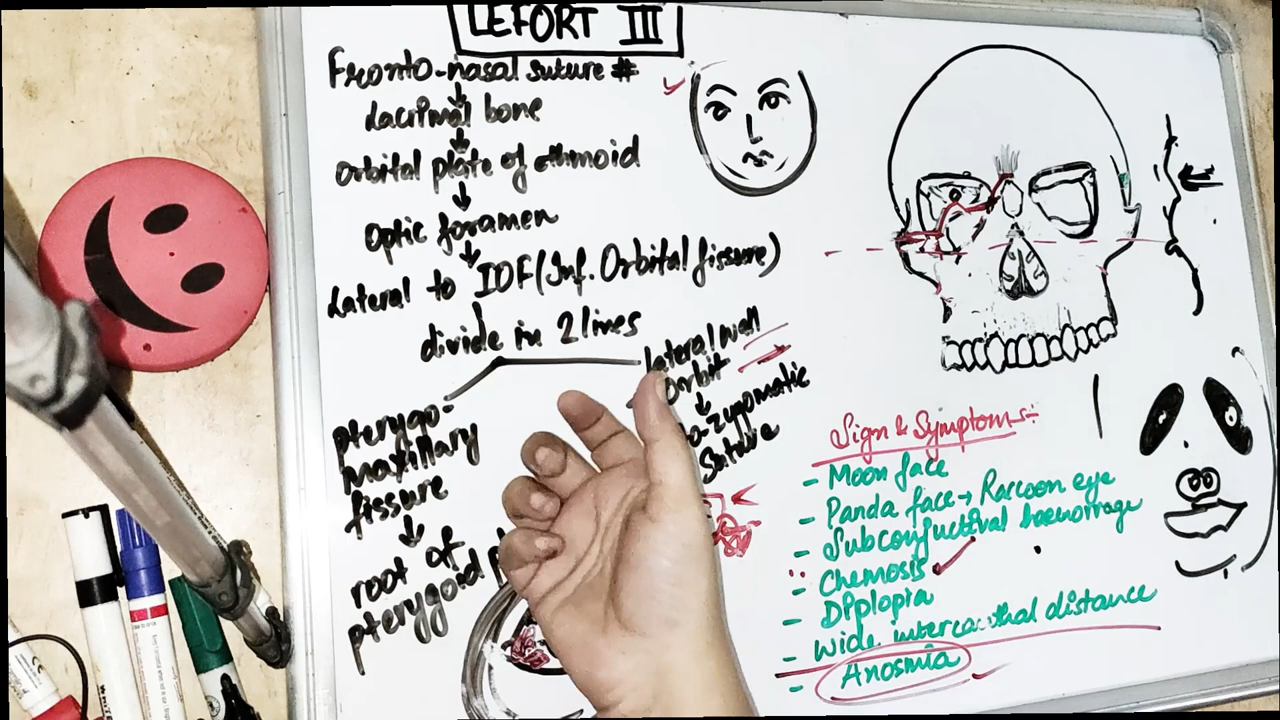 LEFORT III
Fronto-nasal suture #
↓
Lacrimal bone
↓
Orbital plate of ethmoid
↓
Optic foramen
↓
Lateral to IOF (Inf. Orbital fissure)
↓
divide in 2 lines
pterygo-
maxillary
fissure
↓
root of
pterygoid
lateral wall
orbit
↓
zygomatic
suture
Sign & Symptoms:-
- Moon face
- Panda face → Raccoon eye
- Subconjuctival haemorrhage
- Chemosis ✓
- Diplopia
- Wide intercanthal distance
- Anosmia